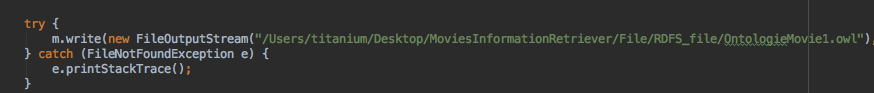 try {
m.write(new FileOutputStream("/Users/titanium/Desktop/MoviesInformationRetriever/File/RDFS_file/OntologieMovie1.owl");
} catch (FileNotFoundException e) {
e.printStackTrace();
}